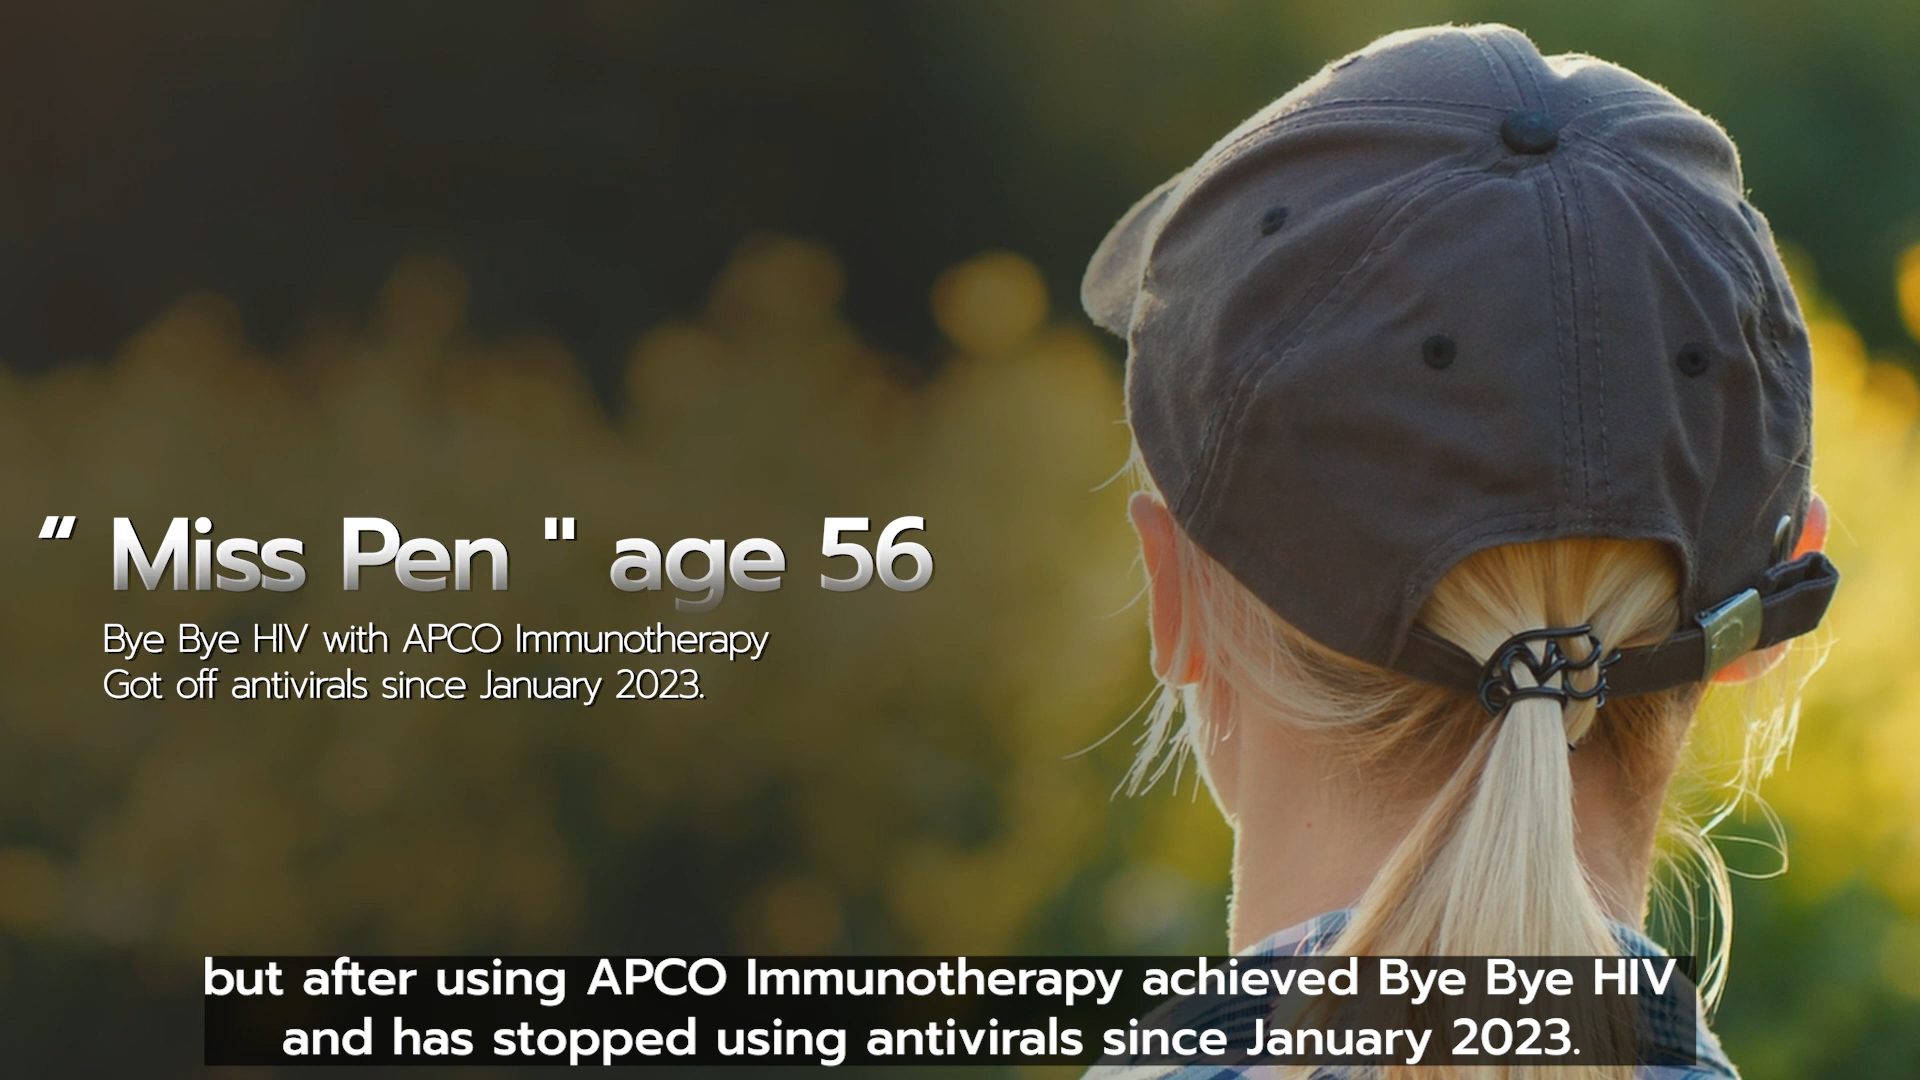 “ Miss Pen " age 56
Bye Bye HIV with APCO Immunotherapy
Got off antivirals since January 2023.
but after using APCO Immunotherapy achieved Bye Bye HIV
and has stopped using antivirals since January 2023.